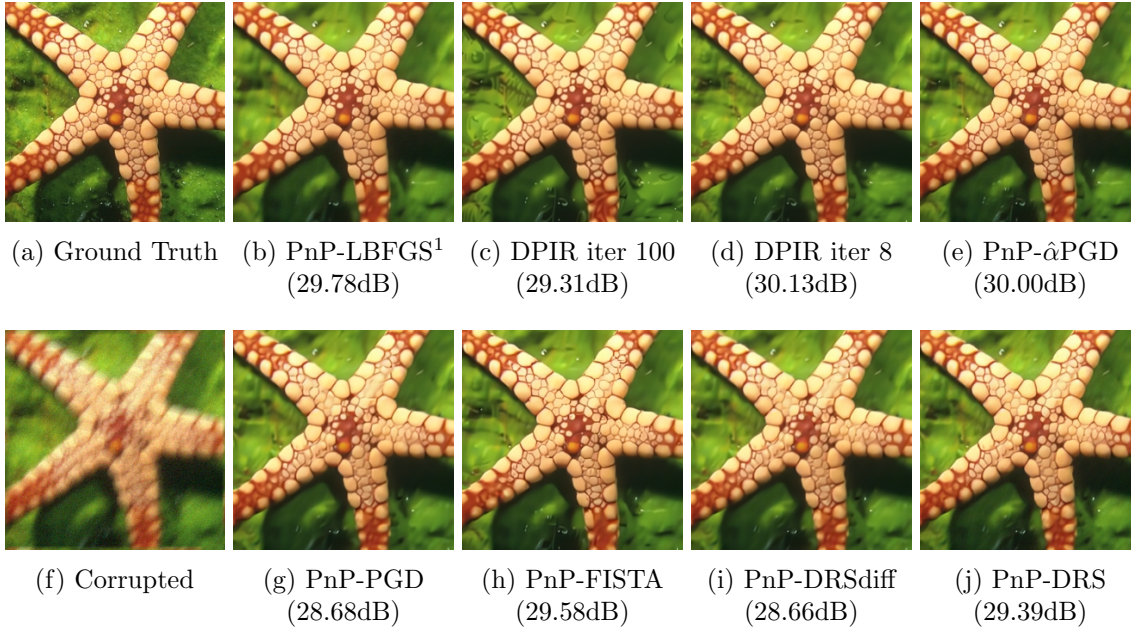 (a) Ground Truth
(b) PnP-LBFGS¹
(29.78dB)
(c) DPIR iter 100
(29.31dB)
(d) DPIR iter 8
(30.13dB)
(e) PnP-α̂PGD
(30.00dB)
(f) Corrupted
(g) PnP-PGD
(28.68dB)
(h) PnP-FISTA
(29.58dB)
(i) PnP-DRSdiff
(28.66dB)
(j) PnP-DRS
(29.39dB)